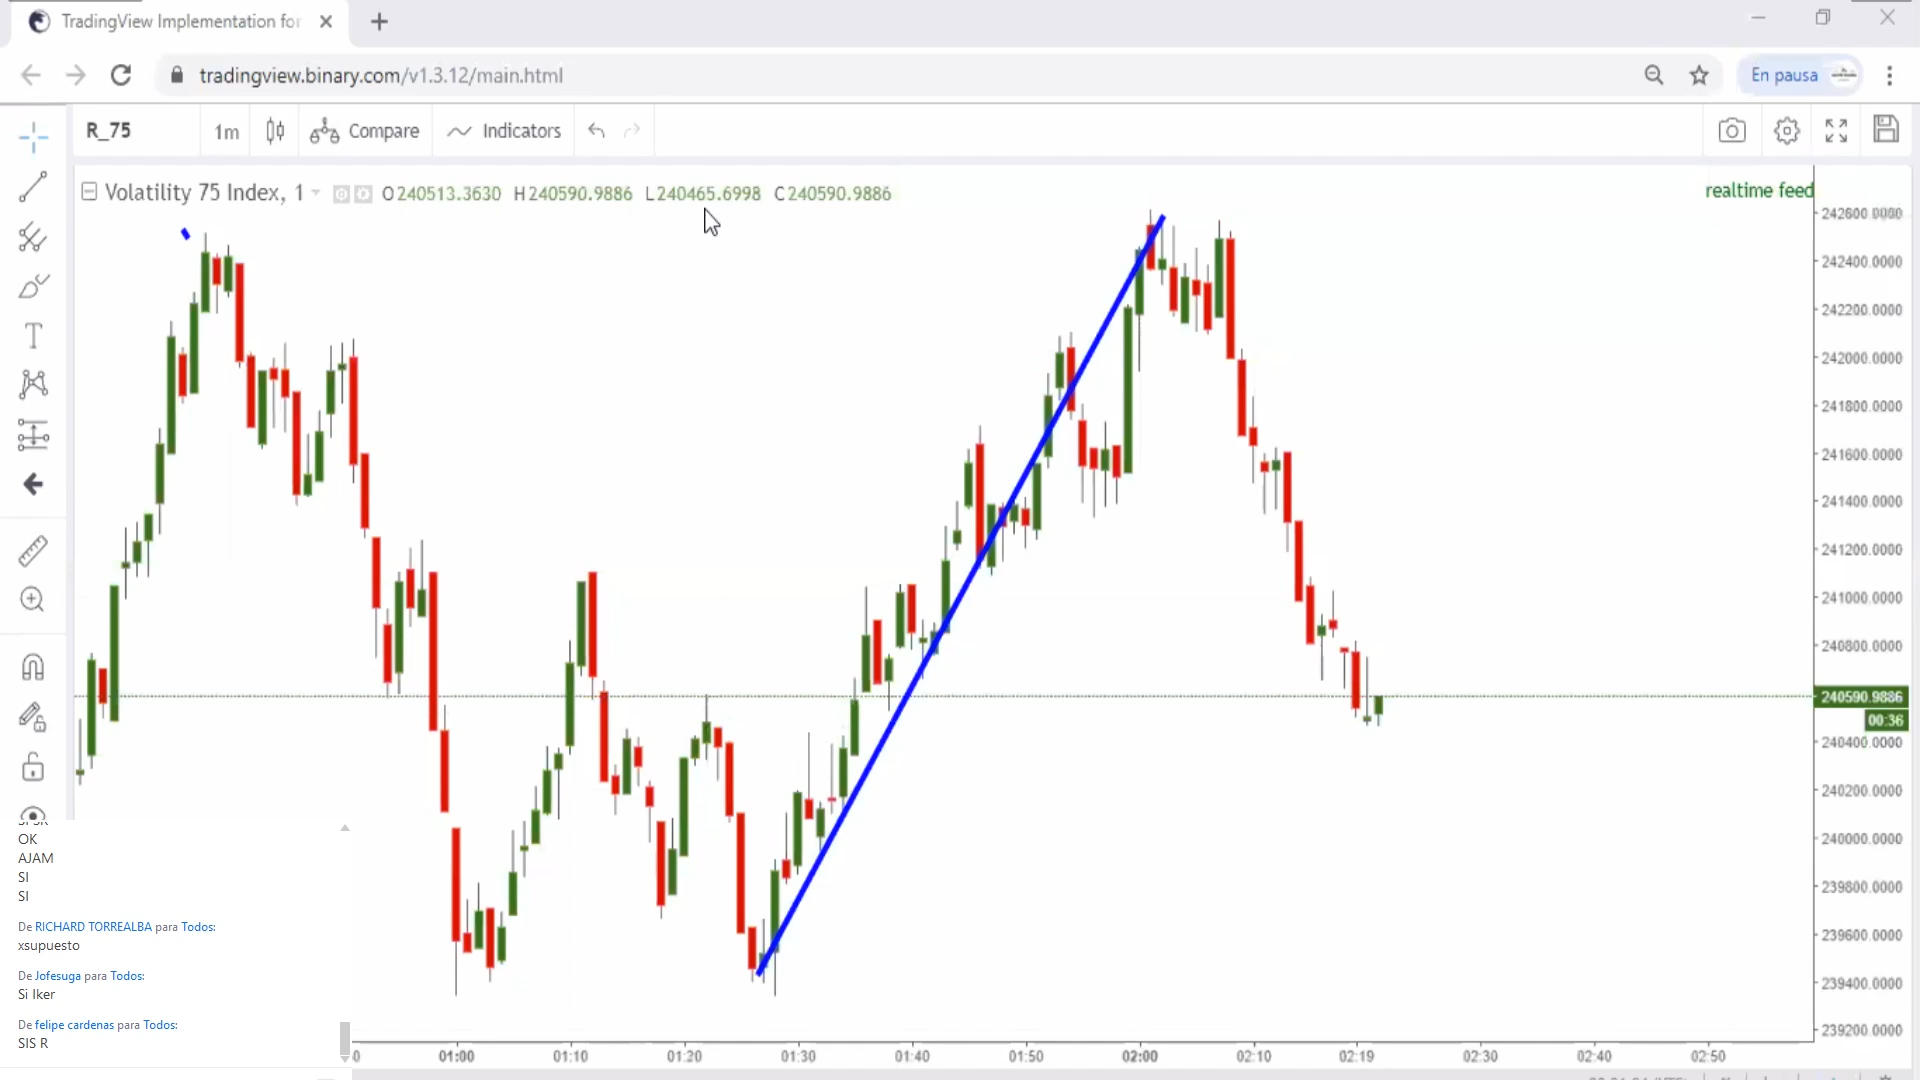 TradingView Implementation for
tradingview.binary.com/v1.3.12/main.html
En pausa
R_75
1m
Compare
Indicators
Volatility 75 Index, 1
O240513.3630 H240590.9886 L240465.6998 C240590.9886
realtime feed
242600.0000
242400.0000
242200.0000
242000.0000
241800.0000
241600.0000
241400.0000
241200.0000
241000.0000
240800.0000
240590.9886
00:36
240400.0000
240200.0000
240000.0000
239800.0000
239600.0000
239400.0000
239200.0000
OK
AJAM
SI
SI
De RICHARD TORREALBA para Todos:
xsupuesto
De Jofesuga para Todos:
Si Iker
De felipe cardenas para Todos:
SIS R
0 01:00 01:10 01:20 01:30 01:40 01:50 02:00 02:10 02:19 02:30 02:40 02:50